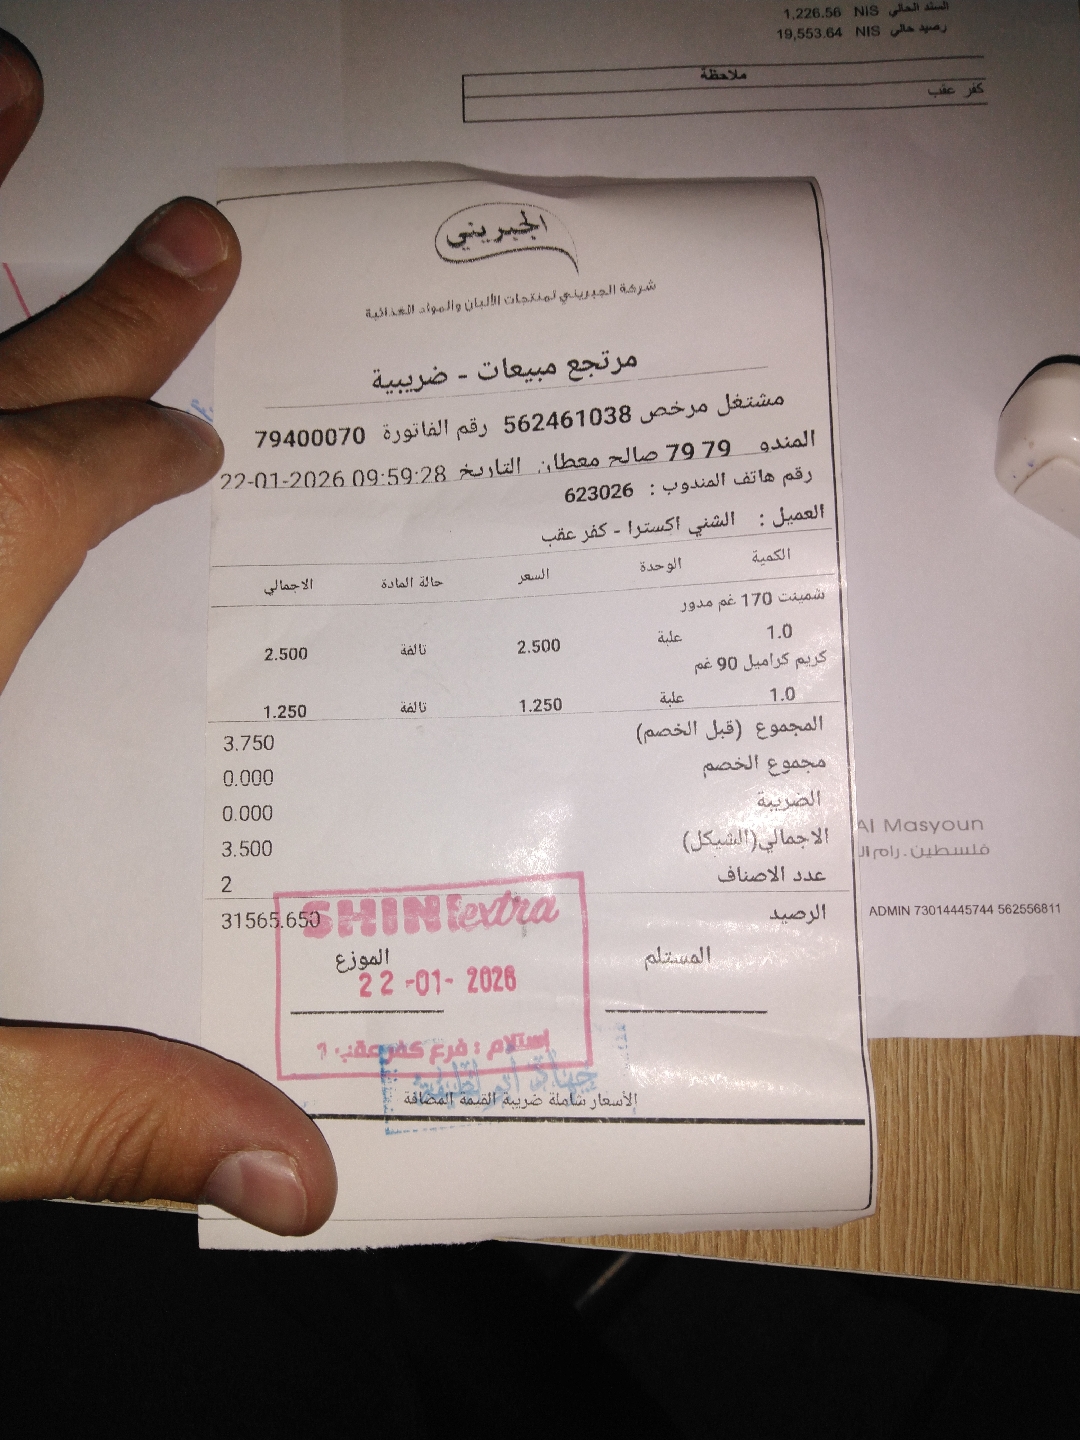 السند الحالي NIS 1,226.56
رصيد حالي NIS 19,553.64
ملاحظة
كفر عقب
الجبريني
شركة الجبريني لمنتجات الألبان والمواد الغذائية
مرتجع مبيعات - ضريبية
مشتغل مرخص 562461038 رقم الفاتورة 79400070
المندو 79 79 صالح معطان التاريخ 22-01-2026 09:59:28
رقم هاتف المندوب : 623026
العميل : الشني اكسترا - كفر عقب
الكمية الوحدة السعر حالة المادة الاجمالي
شمينت 170 غم مدور
1.0 علبة 2.500 تالفة 2.500
كريم كراميل 90 غم
1.0 علبة 1.250 تالفة 1.250
المجموع (قبل الخصم) 3.750
مجموع الخصم 0.000
الضريبة 0.000
الاجمالي(الشيكل) 3.500
عدد الاصناف 2
الرصيد 31565.650
SHINI extra
المستلم الموزع
22-01-2026
إستلام : فرع كفر عقب 1
الأسعار شاملة ضريبة القيمة المضافة
Al Masyoun
فلسطين. رام ال
ADMIN 73014445744 562556811